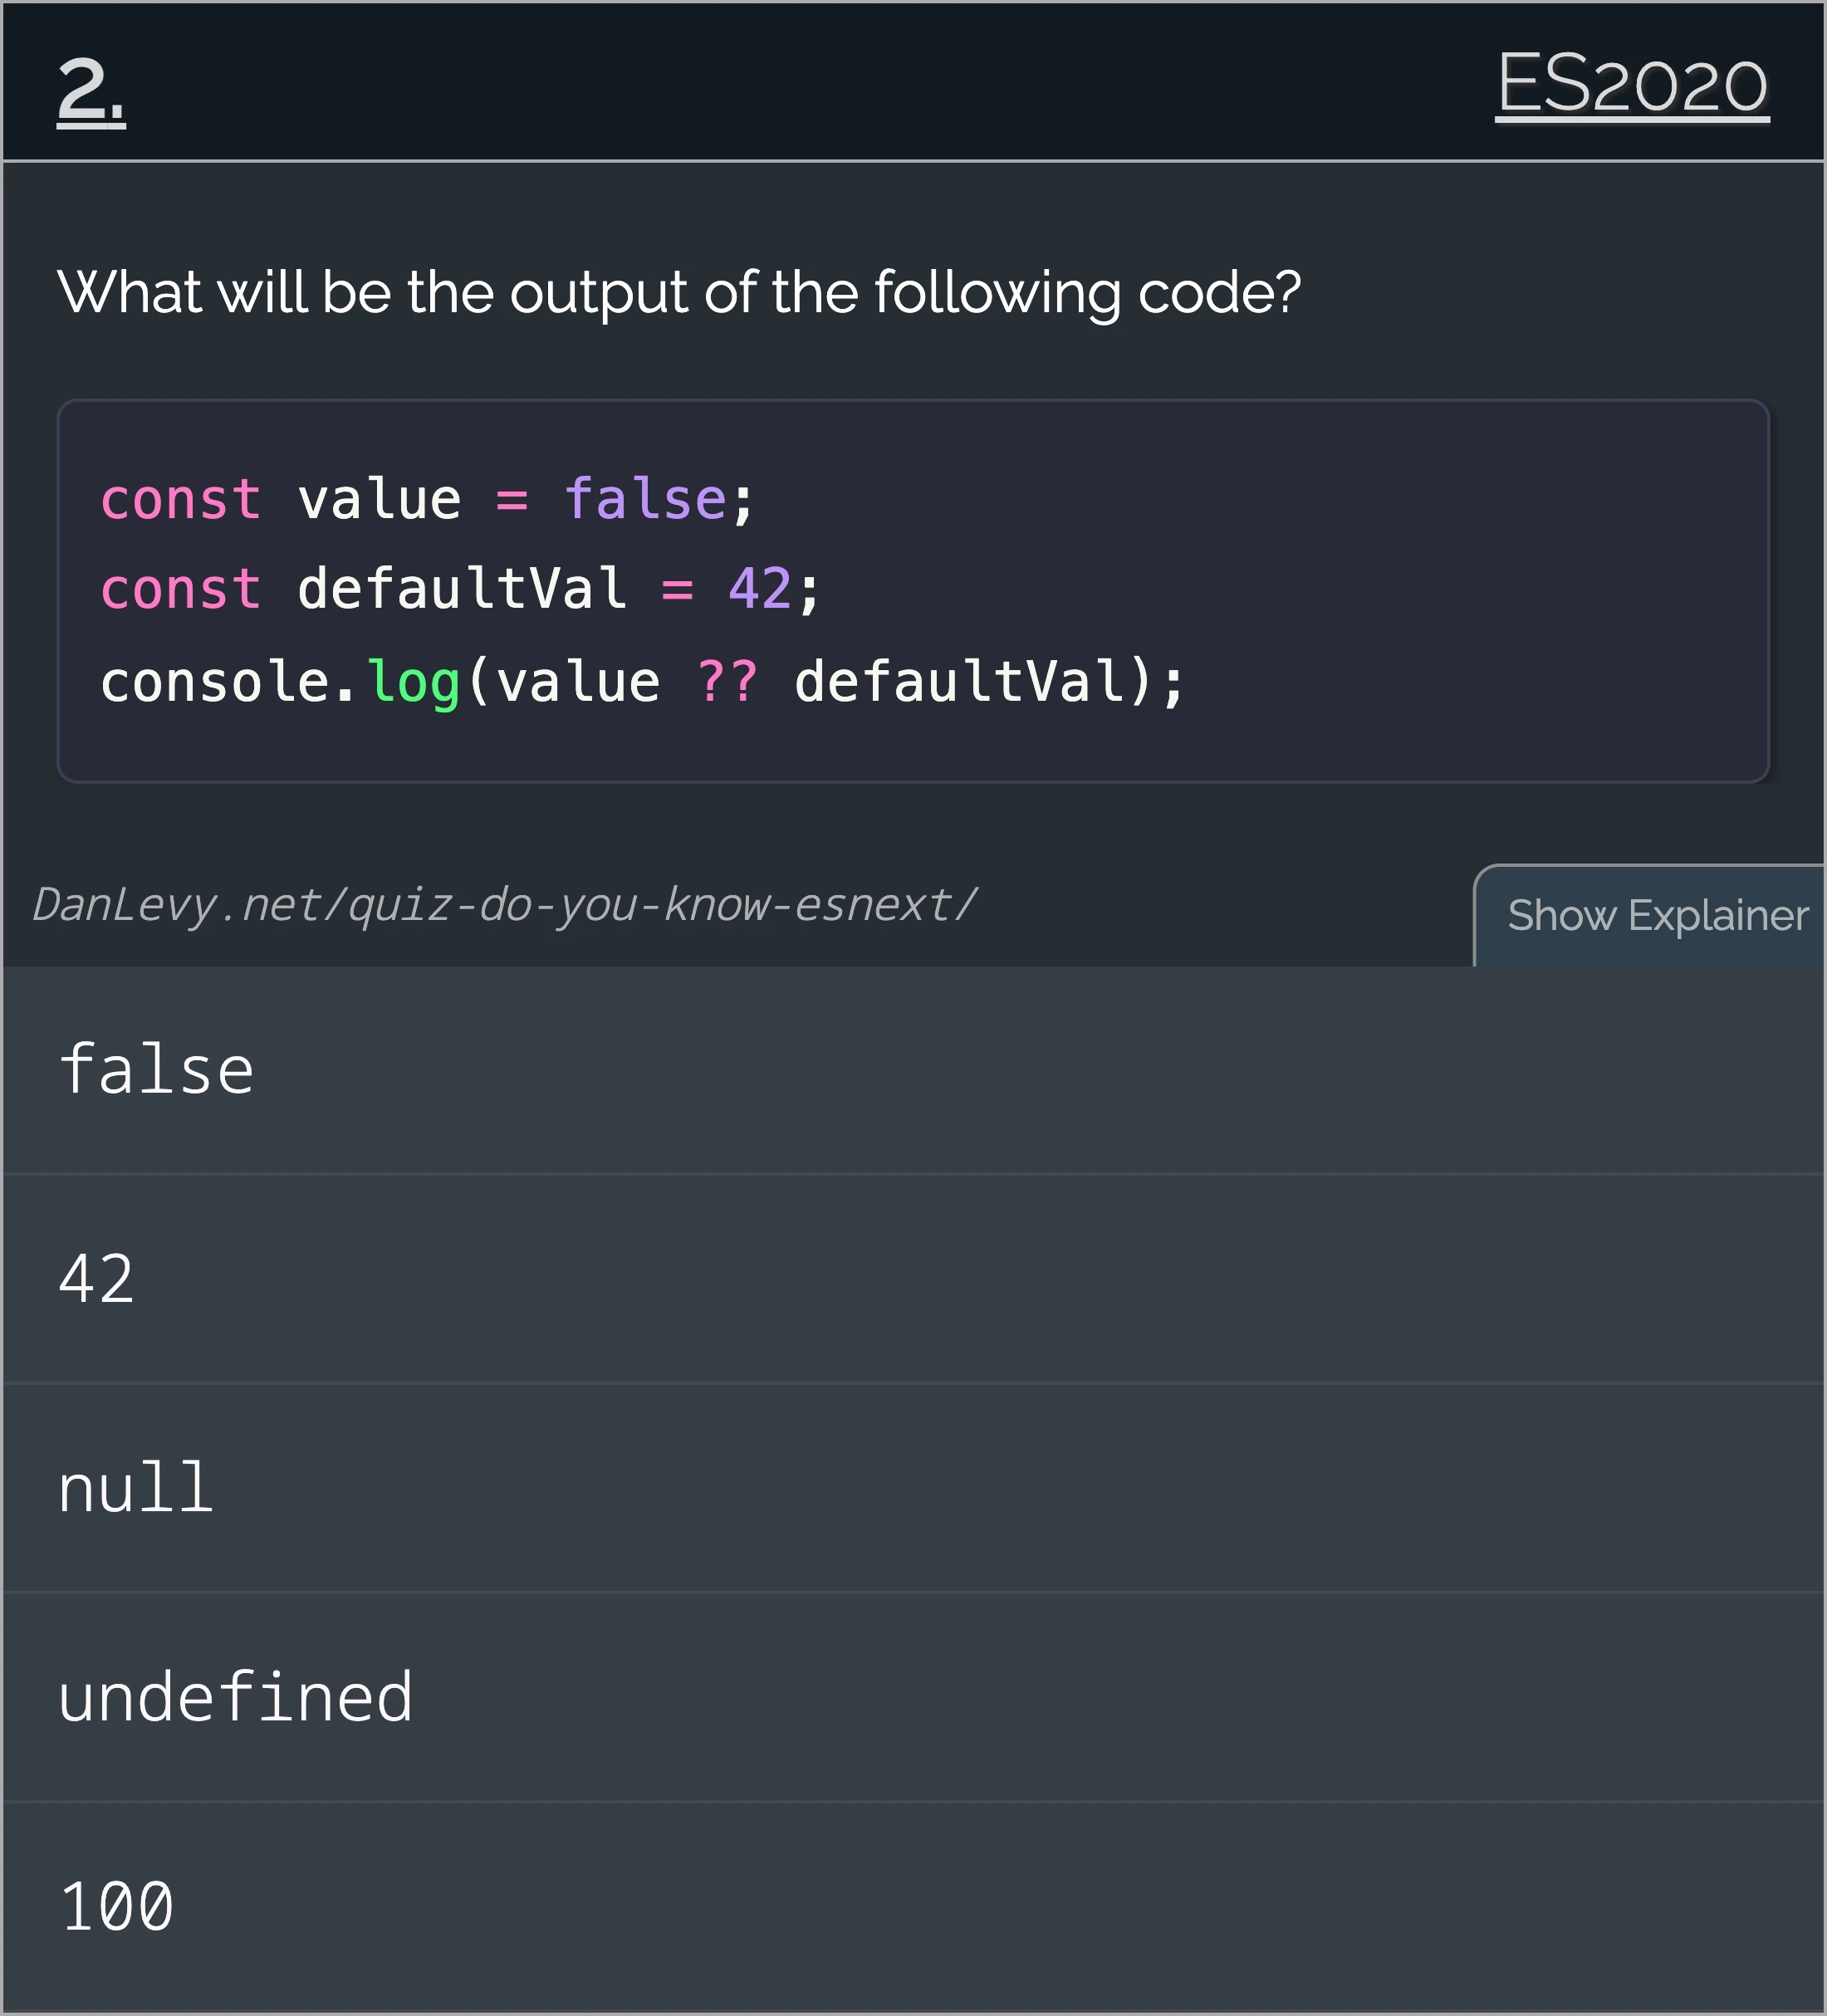 2.
ES2020
What will be the output of the following code?
const value = false;
const defaultVal = 42;
console.log(value ?? defaultVal);
DanLevy.net/quiz-do-you-know-esnext/
Show Explainer
false
42
null
undefined
100